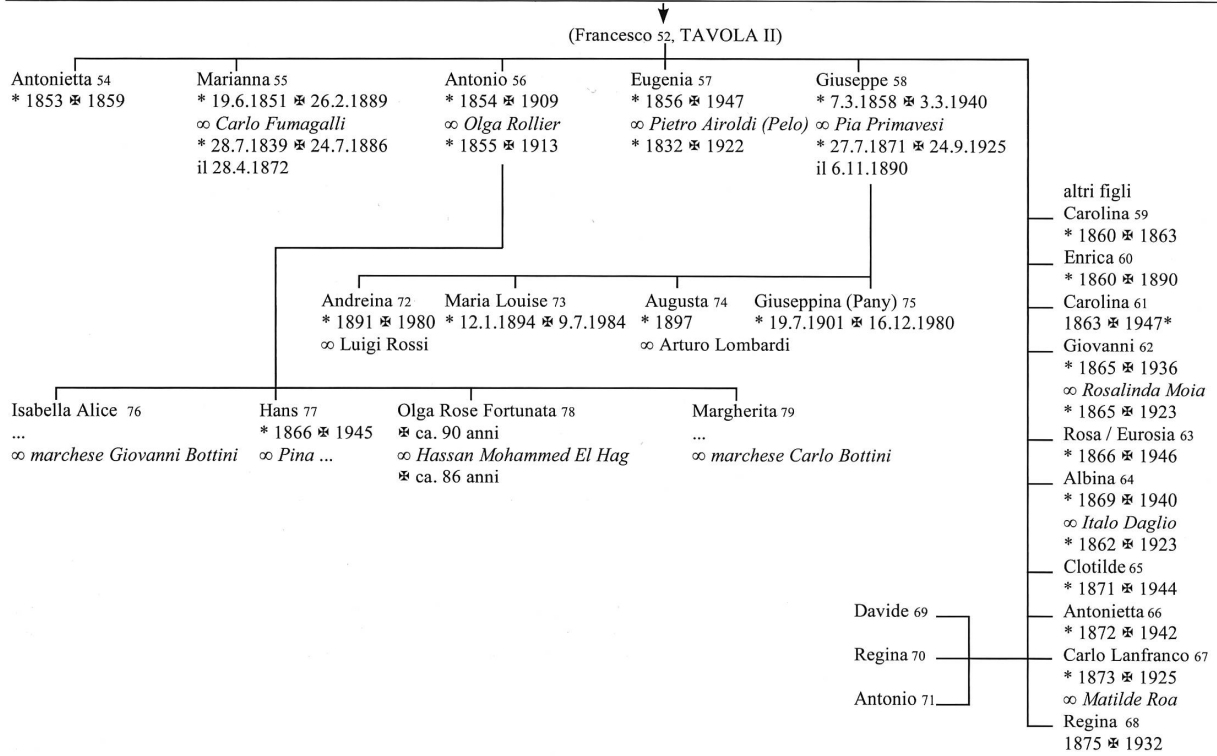 (Francesco 52, TAVOLA II)
Antonietta 54
* 1853 ✠ 1859
Marianna 55
* 19.6.1851 ✠ 26.2.1889
∞ Carlo Fumagalli
* 28.7.1839 ✠ 24.7.1886
il 28.4.1872
Antonio 56
* 1854 ✠ 1909
∞ Olga Rollier
* 1855 ✠ 1913
Eugenia 57
* 1856 ✠ 1947
∞ Pietro Airoldi (Pelo)
* 1832 ✠ 1922
Giuseppe 58
* 7.3.1858 ✠ 3.3.1940
∞ Pia Primavesi
* 27.7.1871 ✠ 24.9.1925
il 6.11.1890
altri figli
Carolina 59
* 1860 ✠ 1863
Enrica 60
* 1860 ✠ 1890
Carolina 61
1863 ✠ 1947*
Giovanni 62
* 1865 ✠ 1936
∞ Rosalinda Moia
* 1865 ✠ 1923
Rosa / Eurosia 63
* 1866 ✠ 1946
Albina 64
* 1869 ✠ 1940
∞ Italo Daglio
* 1862 ✠ 1923
Clotilde 65
* 1871 ✠ 1944
Antonietta 66
* 1872 ✠ 1942
Carlo Lanfranco 67
* 1873 ✠ 1925
∞ Matilde Roa
Regina 68
1875 ✠ 1932
Andreina 72
* 1891 ✠ 1980
∞ Luigi Rossi
Maria Louise 73
* 12.1.1894 ✠ 9.7.1984
Augusta 74
* 1897
∞ Arturo Lombardi
Giuseppina (Pany) 75
* 19.7.1901 ✠ 16.12.1980
Isabella Alice 76
...
∞ marchese Giovanni Bottini
Hans 77
* 1866 ✠ 1945
∞ Pina ...
Olga Rose Fortunata 78
✠ ca. 90 anni
∞ Hassan Mohammed El Hag
✠ ca. 86 anni
Margherita 79
...
∞ marchese Carlo Bottini
Davide 69
Regina 70
Antonio 71